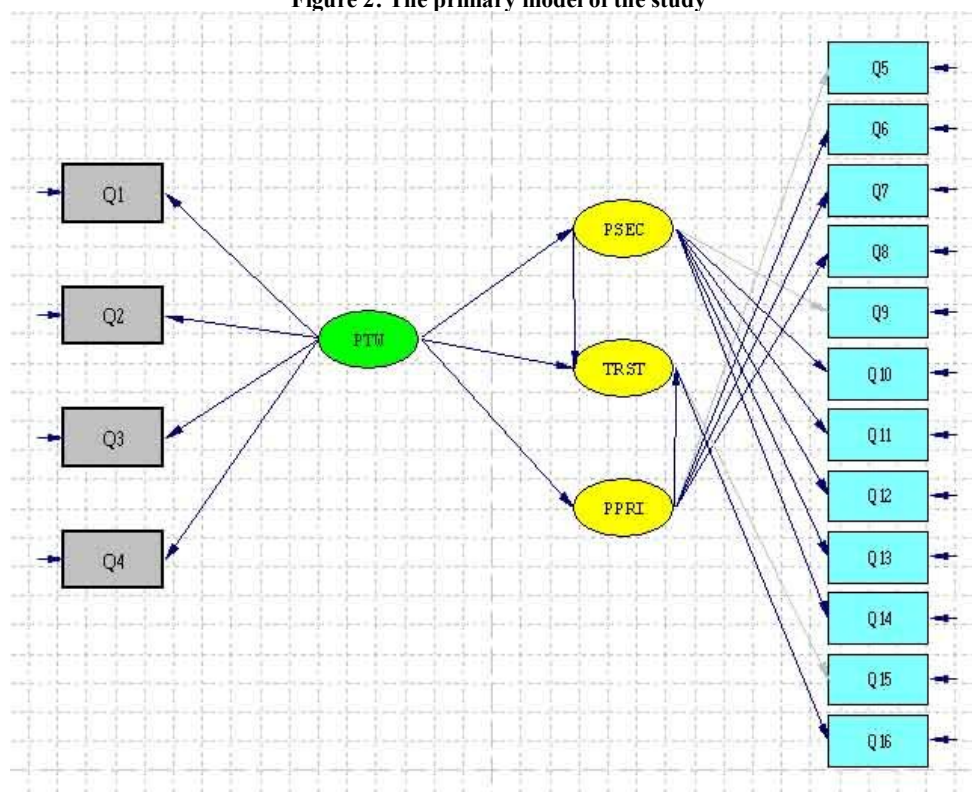 Figure 2: The primary model of the study
Q1
Q2
Q3
Q4
PTW
PSEC
TRST
PPRI
Q5
Q6
Q7
Q8
Q9
Q10
Q11
Q12
Q13
Q14
Q15
Q16